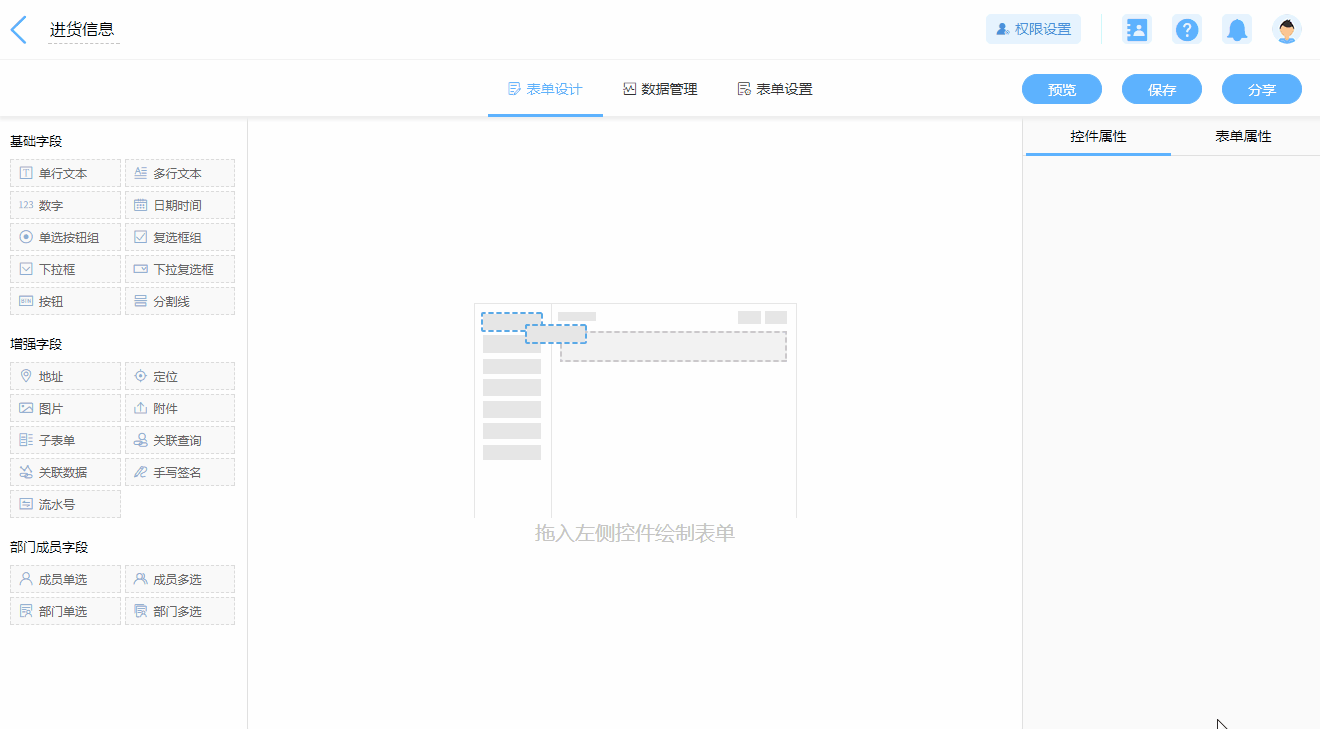 进货信息
权限设置
表单设计 数据管理 表单设置
预览 保存 分享
基础字段
单行文本 多行文本
123 数字 日期时间
单选按钮组 复选框组
下拉框 下拉复选框
按钮 分割线
增强字段
地址 定位
图片 附件
子表单 关联查询
关联数据 手写签名
流水号
部门成员字段
成员单选 成员多选
部门单选 部门多选
拖入左侧控件绘制表单
控件属性 表单属性